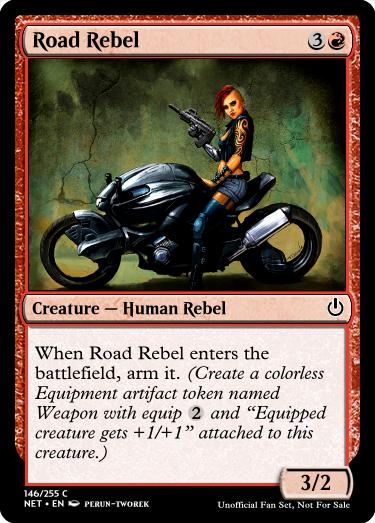 Road Rebel 3
Creature — Human Rebel
When Road Rebel enters the
battlefield, arm it. (Create a colorless
Equipment artifact token named
Weapon with equip 2 and “Equipped
creature gets +1/+1” attached to this
creature.)
3/2
146/255 C
NET • EN PERUN-TWOREK
Unofficial Fan Set, Not For Sale